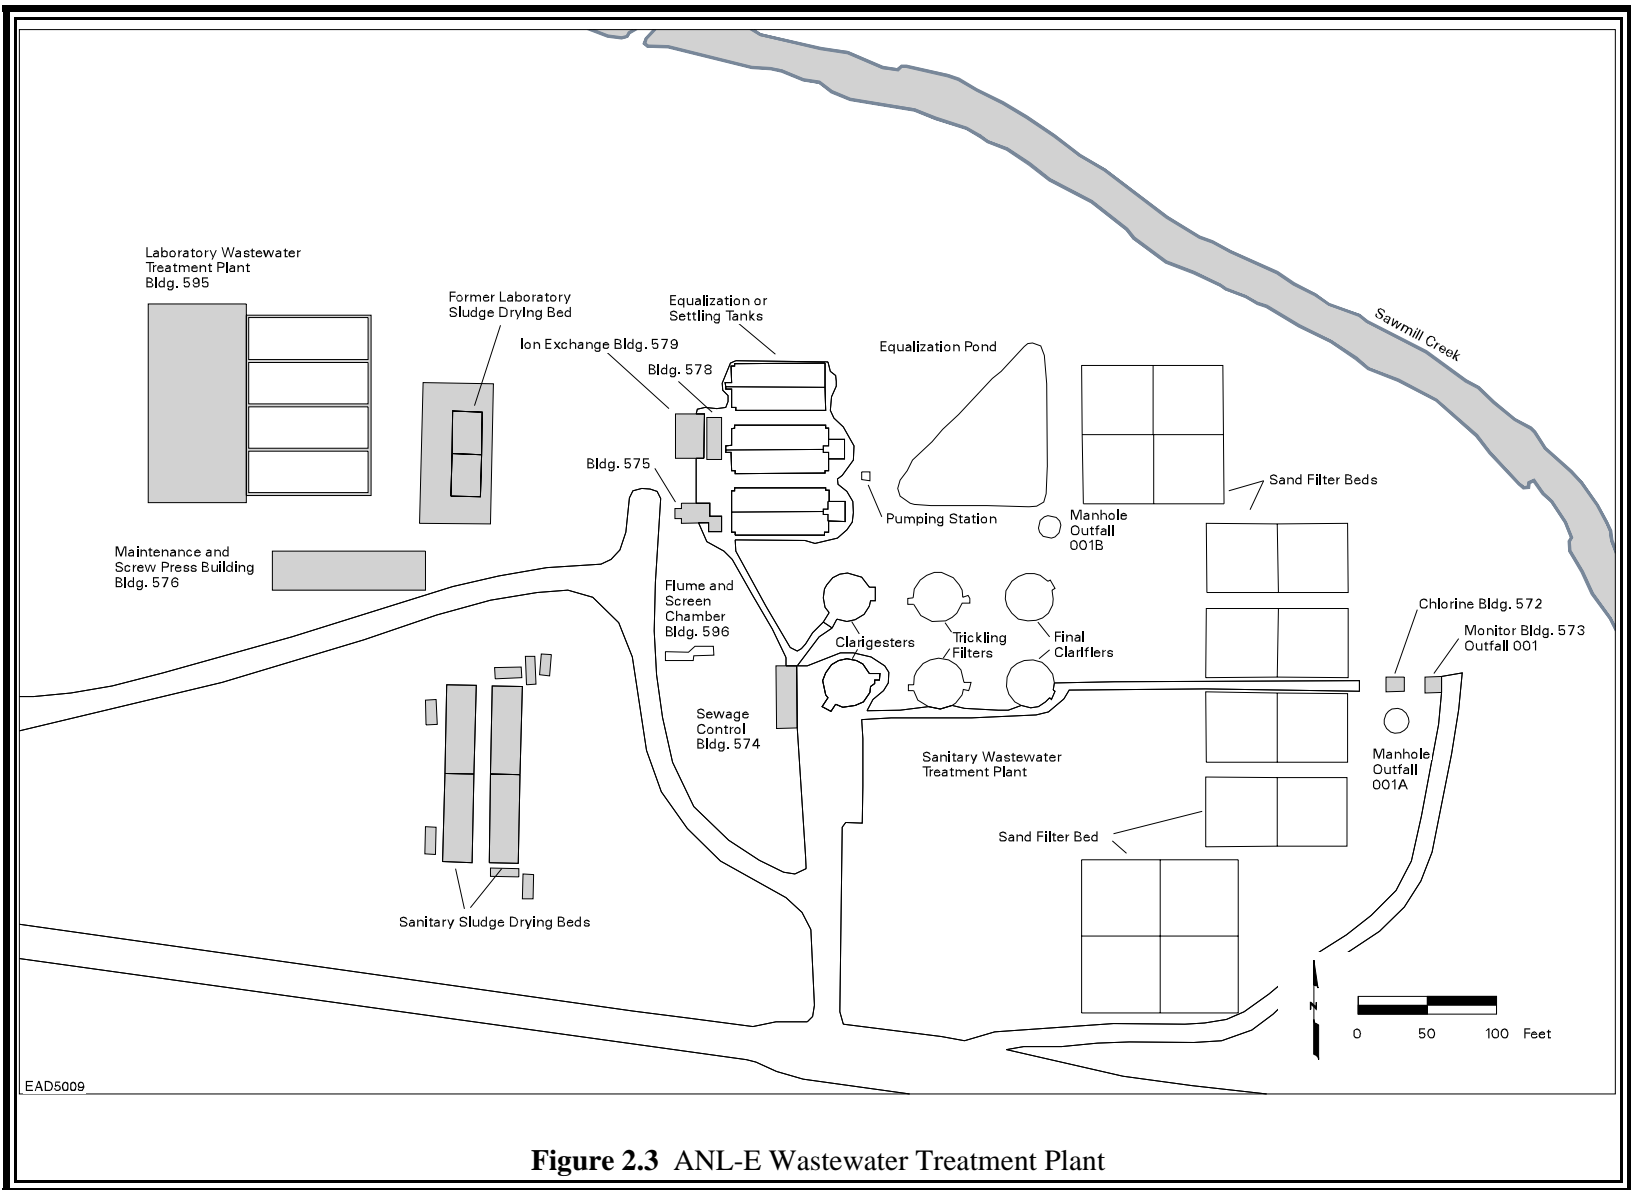 Sawmill Creek
Laboratory Wastewater
Treatment Plant
Bldg. 595
Former Laboratory
Sludge Drying Bed
Equalization or
Settling Tanks
Ion Exchange Bldg. 579
Bldg. 578
Equalization Pond
Bldg. 575
Sand Filter Beds
Pumping Station
Manhole
Outfall
001B
Maintenance and
Screw Press Building
Bldg. 576
Flume and
Screen
Chamber
Bldg. 596
Clarigesters
Trickling
Filters
Final
Clarifiers
Chlorine Bldg. 572
Monitor Bldg. 573
Outfall 001
Sewage
Control
Bldg. 574
Sanitary Wastewater
Treatment Plant
Manhole
Outfall
001A
Sand Filter Bed
Sanitary Sludge Drying Beds
N
0 50 100 Feet
EAD5009
Figure 2.3 ANL-E Wastewater Treatment Plant